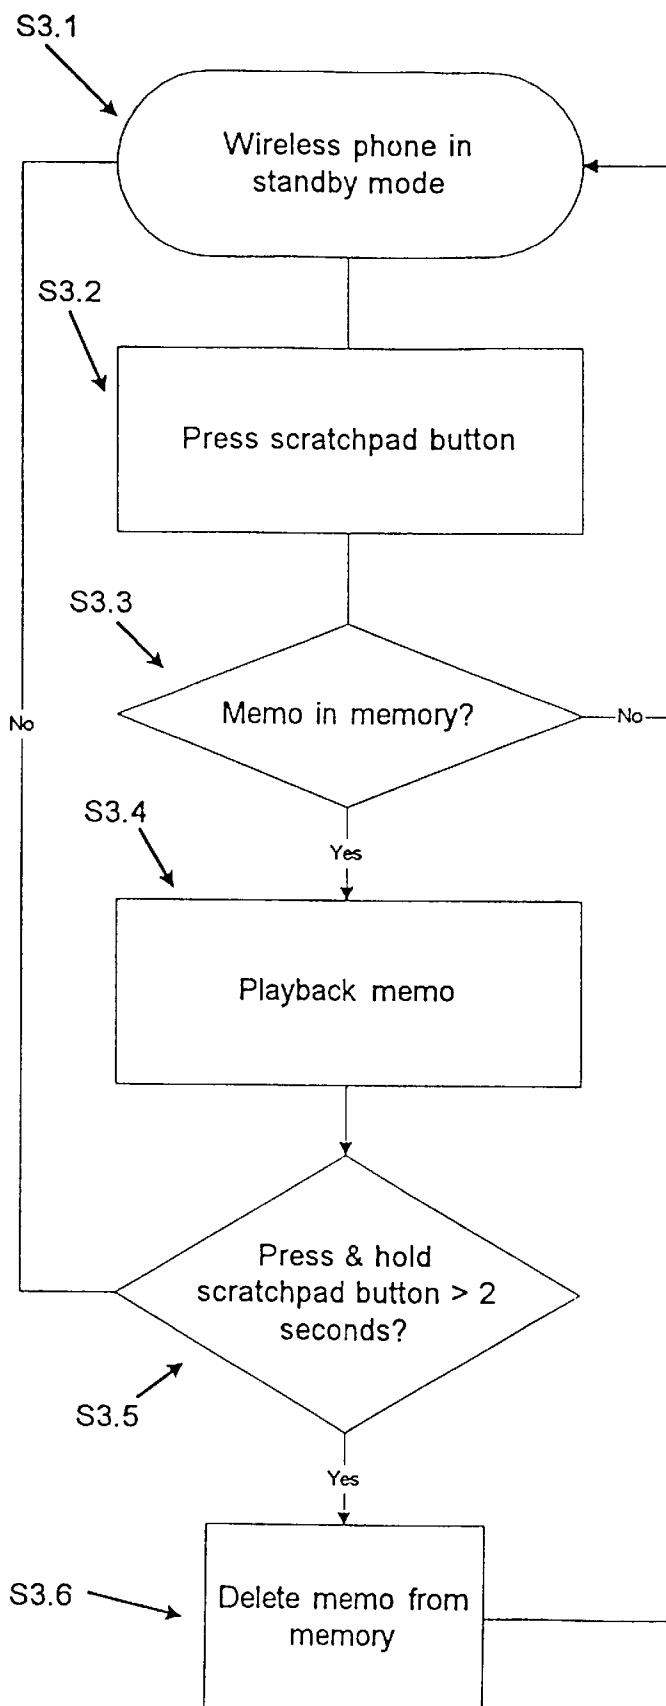 S3.1
Wireless phone in
standby mode
S3.2
Press scratchpad button
S3.3
Memo in memory?
No
No
S3.4
Yes
Playback memo
Press & hold
scratchpad button > 2
seconds?
S3.5
Yes
S3.6
Delete memo from
memory